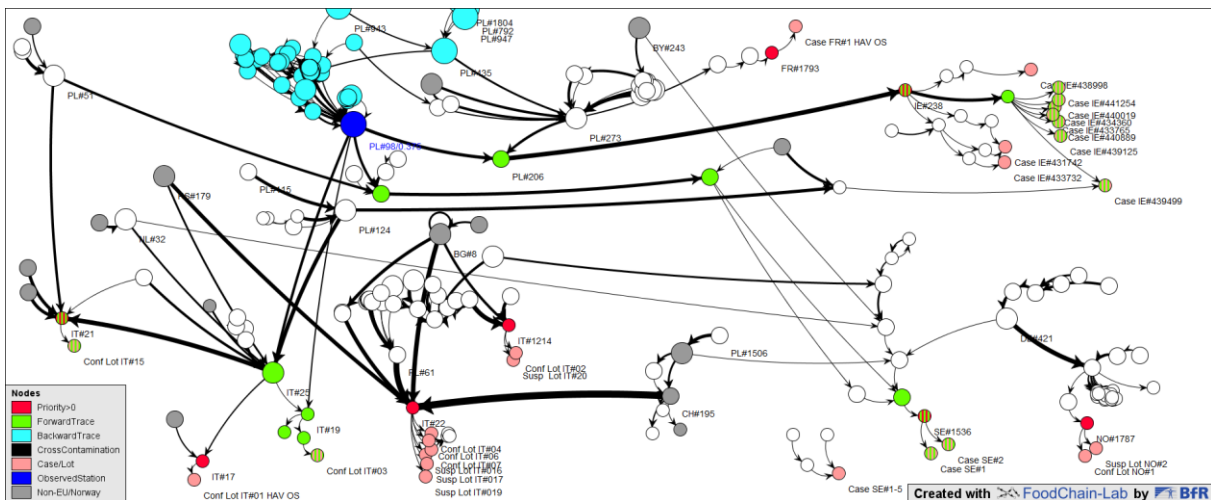 PL#1804
PL#792
PL#947
PL#943
BY#243
Case FR#1 HAV OS
PL#435
FR#1793
PL#51
IE#238
Case IE#438998
Case IE#441254
Case IE#440019
Case IE#434360
Case IE#433765
Case IE#440889
Case IE#439125
PL#273
PL#98/0 375
PL#206
Case IE#431742
Case IE#433732
PL#115
Case IE#439499
PL#124
NL#32
BG#8
IT#21
IT#1214
Conf Lot IT#15
PL#61
Conf Lot IT#02
Susp Lot IT#20
PL#1506
DE#421
IT#25
CH#195
IT#19
IT#22
Conf Lot IT#04
Conf Lot IT#06
Conf Lot IT#07
Susp Lot IT#016
Susp Lot IT#017
Susp Lot IT#019
SE#1536
NO#1787
Case SE#2
Case SE#1
Susp LOT NO#2
Conf LOT NO#1
IT#17
Conf Lot IT#03
Conf Lot IT#01 HAV OS
Case SE#1-5
Nodes
Priority>0
ForwardTrace
BackwardTrace
CrossContamination
Case/Lot
ObservedStation
Non-EU/Norway
Created with FoodChain-Lab by BfR